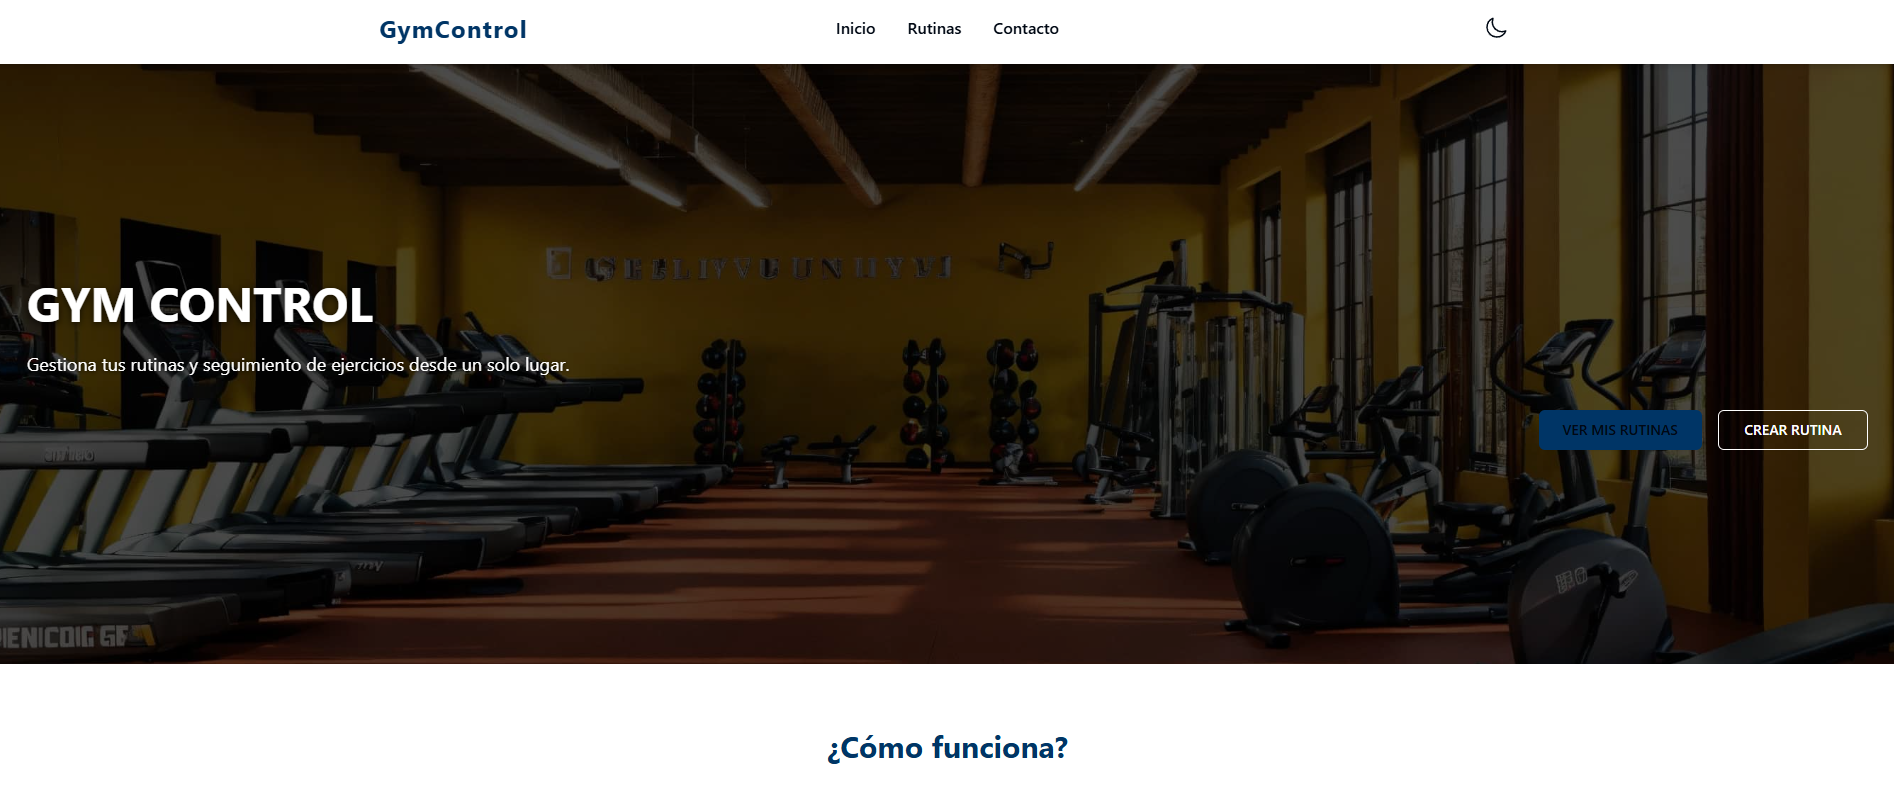 GymControl
Inicio Rutinas Contacto
GYM CONTROL
Gestiona tus rutinas y seguimiento de ejercicios desde un solo lugar.
VER MIS RUTINAS
CREAR RUTINA
¿Cómo funciona?